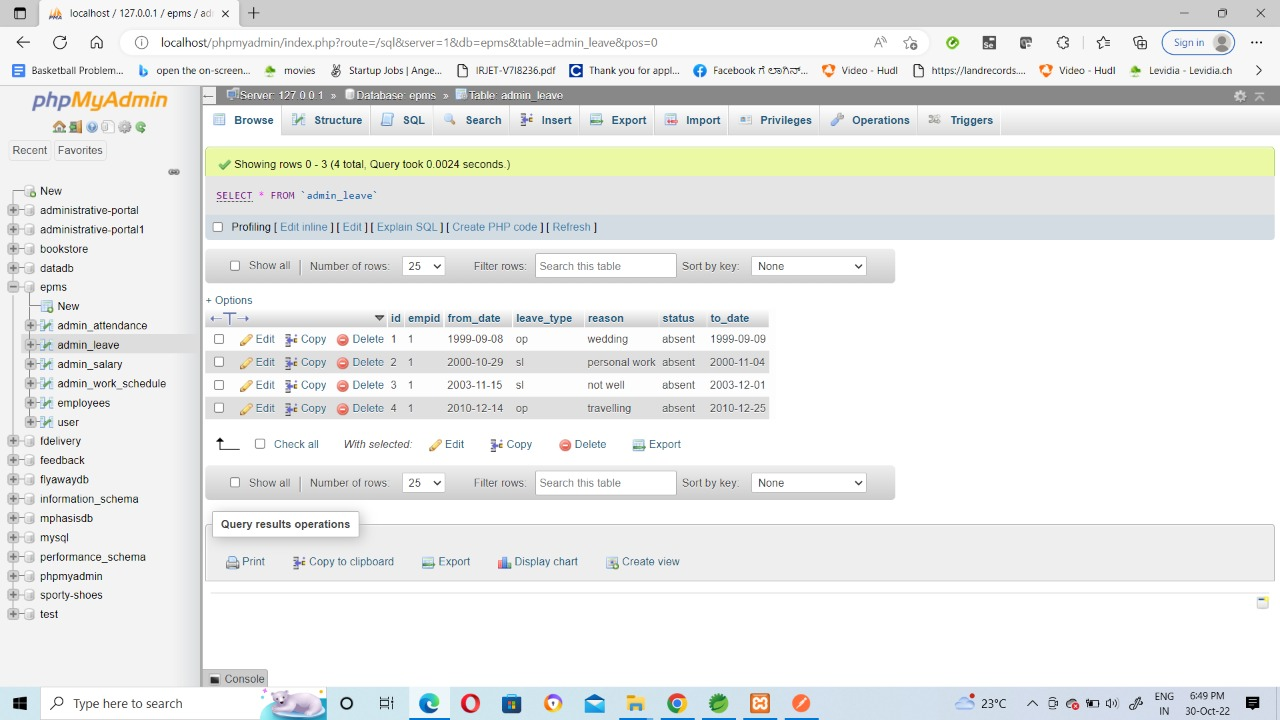 localhost / 127.0.0.1 / epms / adm
localhost/phpmyadmin/index.php?route=/sql&server=1&db=epms&table=admin_leave&pos=0
Sign in
Basketball Problem...
open the on-screen...
movies
Startup Jobs | Ange...
IRJET-V7I8236.pdf
Thank you for appl...
Video - Hudl
https://landrecords....
Video - Hudl
Levidia - Levidia.ch
phpMyAdmin
Recent
Favorites
New
administrative-portal
administrative-portal1
bookstore
datadb
epms
New
admin_attendance
admin_leave
admin_salary
admin_work_schedule
employees
user
fdelivery
feedback
flyawaydb
information_schema
mphasisdb
mysql
performance_schema
phpmyadmin
sporty-shoes
test
Server: 127.0.0.1 » Database: epms » Table: admin_leave
Browse Structure SQL Search Insert Export Import Privileges Operations Triggers
Showing rows 0 - 3 (4 total, Query took 0.0024 seconds.)
SELECT * FROM `admin_leave`
Profiling [ Edit inline ] [ Edit ] [ Explain SQL ] [ Create PHP code ] [ Refresh ]
Show all | Number of rows: 25 Filter rows: Search this table Sort by key: None
+ Options
←T→ id empid from_date leave_type reason status to_date
Edit Copy Delete 1 1 1999-09-08 op wedding absent 1999-09-09
Edit Copy Delete 2 1 2000-10-29 sl personal work absent 2000-11-04
Edit Copy Delete 3 1 2003-11-15 sl not well absent 2003-12-01
Edit Copy Delete 4 1 2010-12-14 op travelling absent 2010-12-25
Check all With selected: Edit Copy Delete Export
Show all | Number of rows: 25 Filter rows: Search this table Sort by key: None
Query results operations
Print Copy to clipboard Export Display chart Create view
Console
Type here to search
23°C
ENG
IN
6:49 PM
30-Oct-22